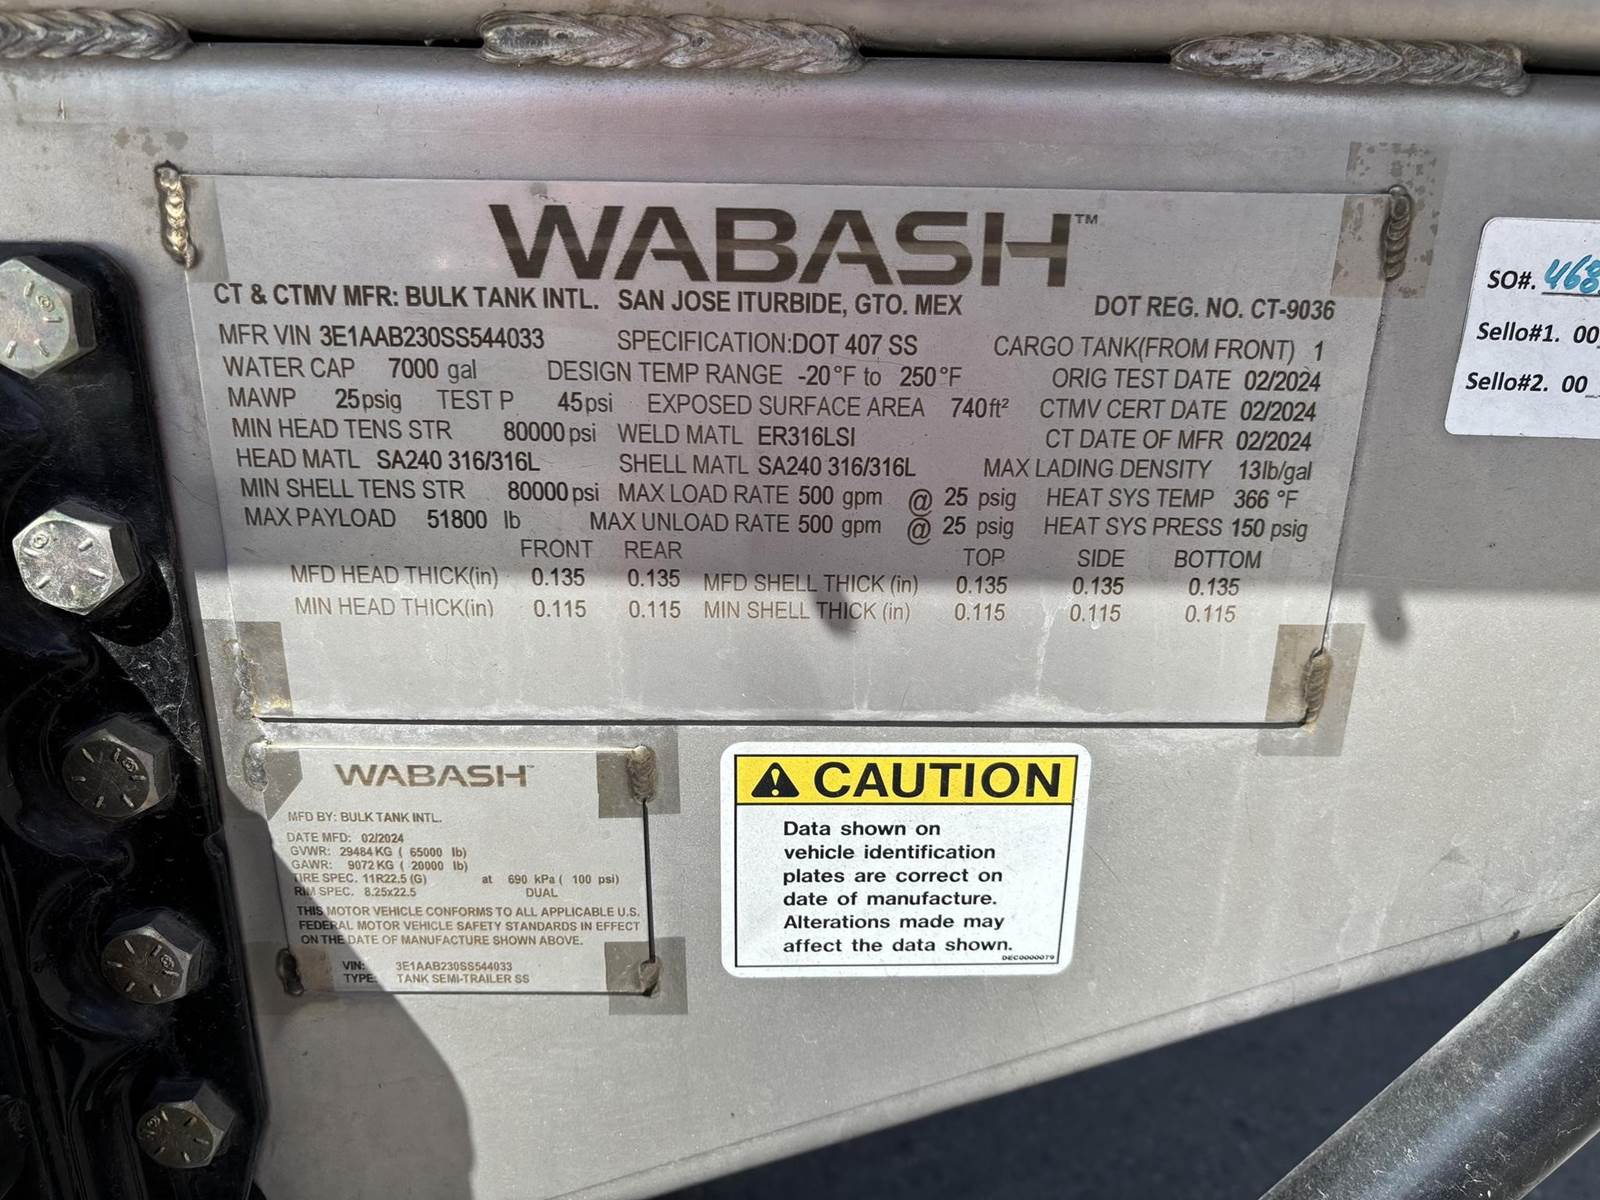 WABASH™
CT & CTMV MFR: BULK TANK INTL. SAN JOSE ITURBIDE, GTO. MEX DOT REG. NO. CT-9036
MFR VIN 3E1AAB230SS544033 SPECIFICATION:DOT 407 SS CARGO TANK(FROM FRONT) 1
WATER CAP 7000 gal DESIGN TEMP RANGE -20°F to 250°F ORIG TEST DATE 02/2024
MAWP 25psig TEST P 45psi EXPOSED SURFACE AREA 740ft² CTMV CERT DATE 02/2024
MIN HEAD TENS STR 80000psi WELD MATL ER316LSI CT DATE OF MFR 02/2024
HEAD MATL SA240 316/316L SHELL MATL SA240 316/316L MAX LADING DENSITY 13lb/gal
MIN SHELL TENS STR 80000psi MAX LOAD RATE 500 gpm @ 25 psig HEAT SYS TEMP 366 °F
MAX PAYLOAD 51800 lb MAX UNLOAD RATE 500 gpm @ 25 psig HEAT SYS PRESS 150 psig
FRONT REAR TOP SIDE BOTTOM
MFD HEAD THICK(in) 0.135 0.135 MFD SHELL THICK (in) 0.135 0.135 0.135
MIN HEAD THICK(in) 0.115 0.115 MIN SHELL THICK (in) 0.115 0.115 0.115
SO#.
Sello#1. 00
Sello#2. 00
WABASH
MFD BY: BULK TANK INTL.
DATE MFD: 02/2024
GVWR: 29484 KG ( 65000 lb)
GAWR: 9072 KG ( 20000 lb)
TIRE SPEC. 11R22.5 (G) at 690 kPa ( 100 psi)
RIM SPEC. 8.25x22.5 DUAL
THIS MOTOR VEHICLE CONFORMS TO ALL APPLICABLE U.S.
FEDERAL MOTOR VEHICLE SAFETY STANDARDS IN EFFECT
ON THE DATE OF MANUFACTURE SHOWN ABOVE.
VIN: 3E1AAB230SS544033
TYPE: TANK SEMI-TRAILER SS
CAUTION
Data shown on
vehicle identification
plates are correct on
date of manufacture.
Alterations made may
affect the data shown.
DEC0000079